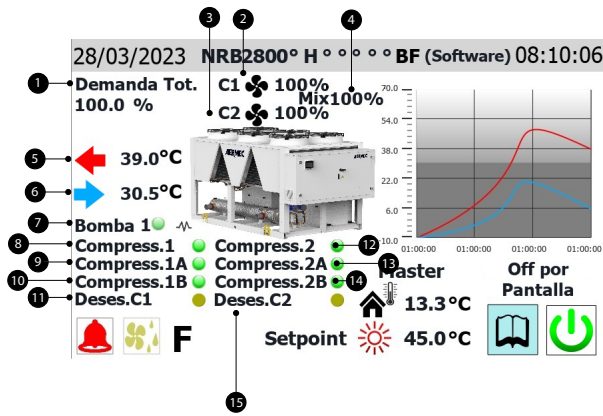 3 2 4
28/03/2023 NRB2800° H ° ° ° ° ° BF (Software) 08:10:06
1 Demanda Tot. C1 100%
100.0 % Mix100%
C2 100%
AERMEC AERMEC
5 39.0°C
6 30.5°C
7 Bomba 1
8 Compress.1 Compress.2 12
9 Compress.1A Compress.2A 13
10 Compress.1B Compress.2B 14
11 Deses.C1 Deses.C2
15
70.0
54.0
38.0
22.0
6.0
-10.0
01:00:00 01:00:00 01:00:00 01:00:00
Master
13.3°C
Off por
Pantalla
F
Setpoint 45.0°C